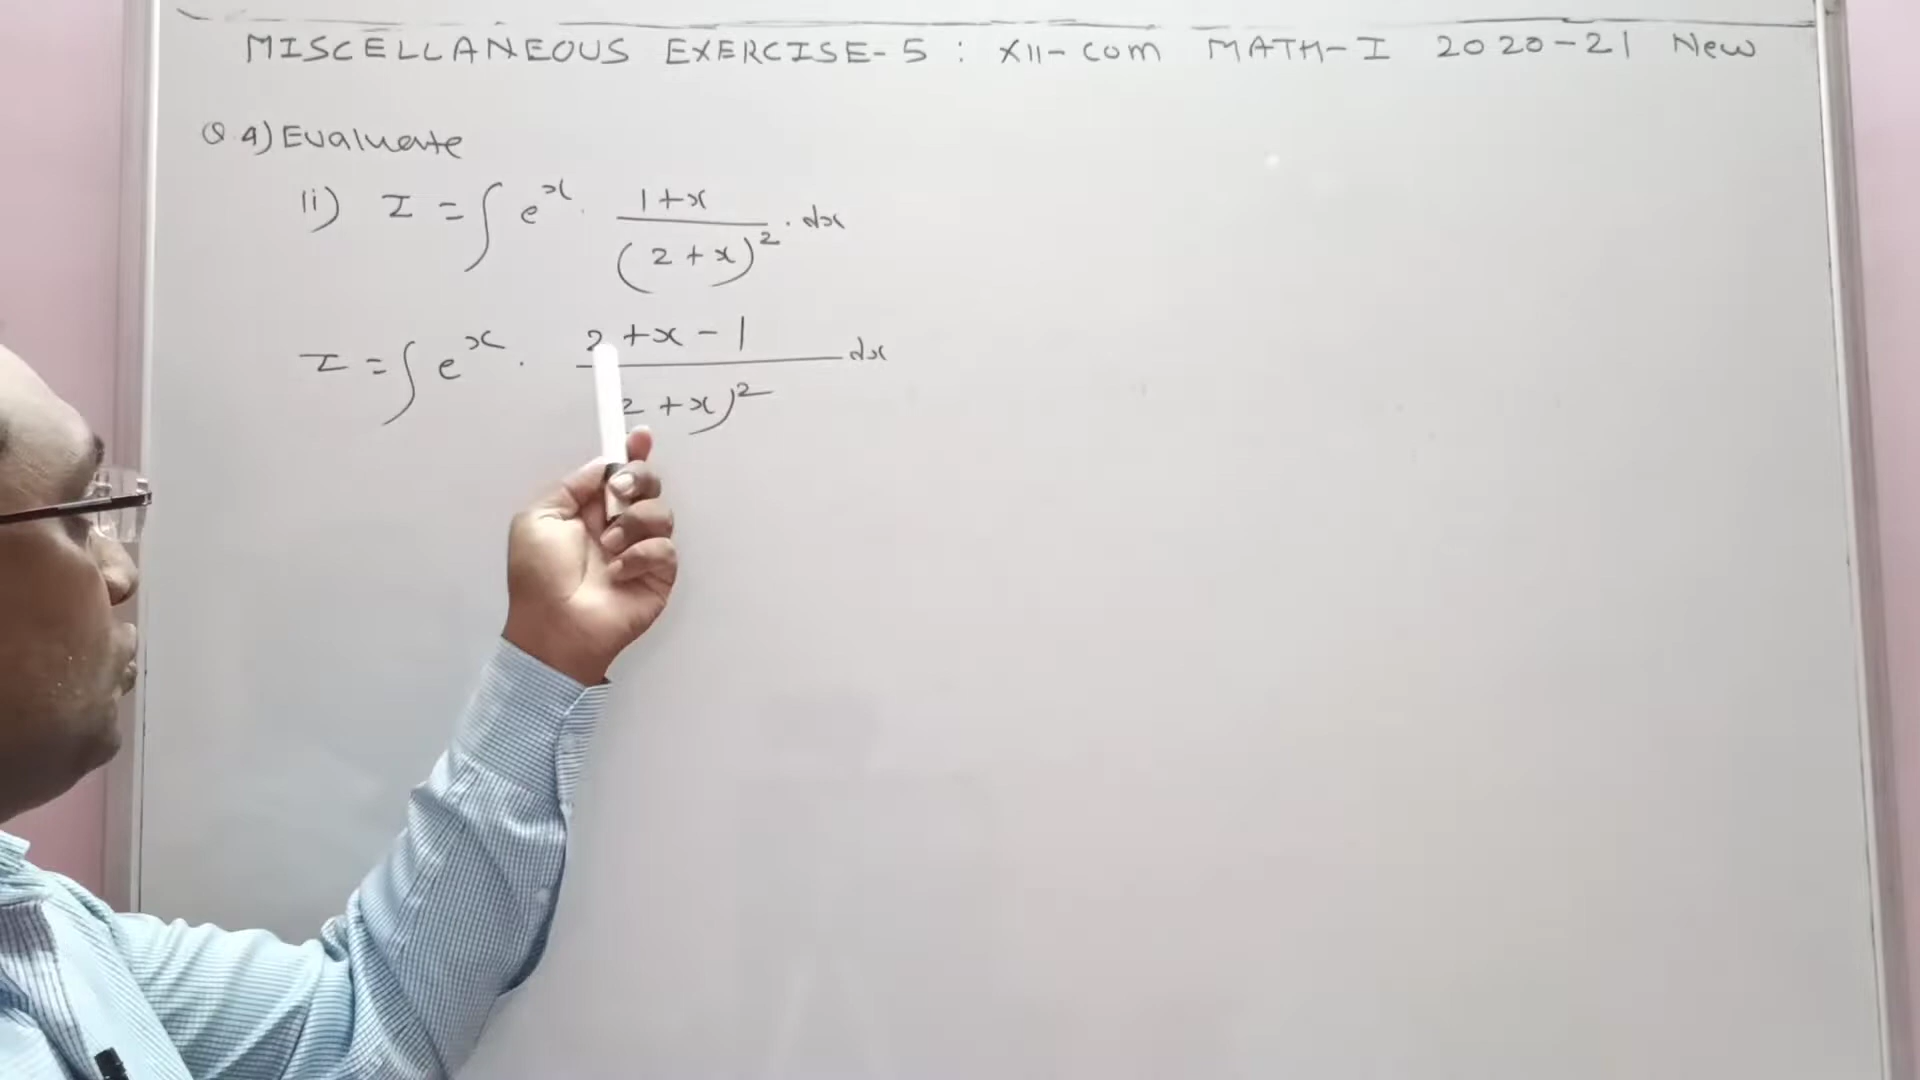 MISCELLANEOUS EXERCISE-5 : XII-COM MATH-I 2020-21 New
Q.4) Evaluate
ii) I = ∫ e^x · (1+x)/(2+x)^2 · dx
I = ∫ e^x · (2+x-1)/(2+x)^2 dx